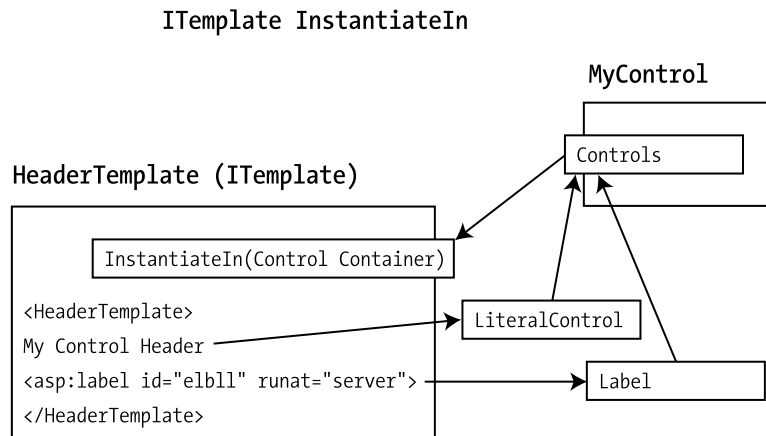 ITemplate InstantiateIn
MyControl
Controls
HeaderTemplate (ITemplate)
InstantiateIn(Control Container)
<HeaderTemplate>
My Control Header
<asp:label id="elbll" runat="server">
</HeaderTemplate>
LiteralControl
Label